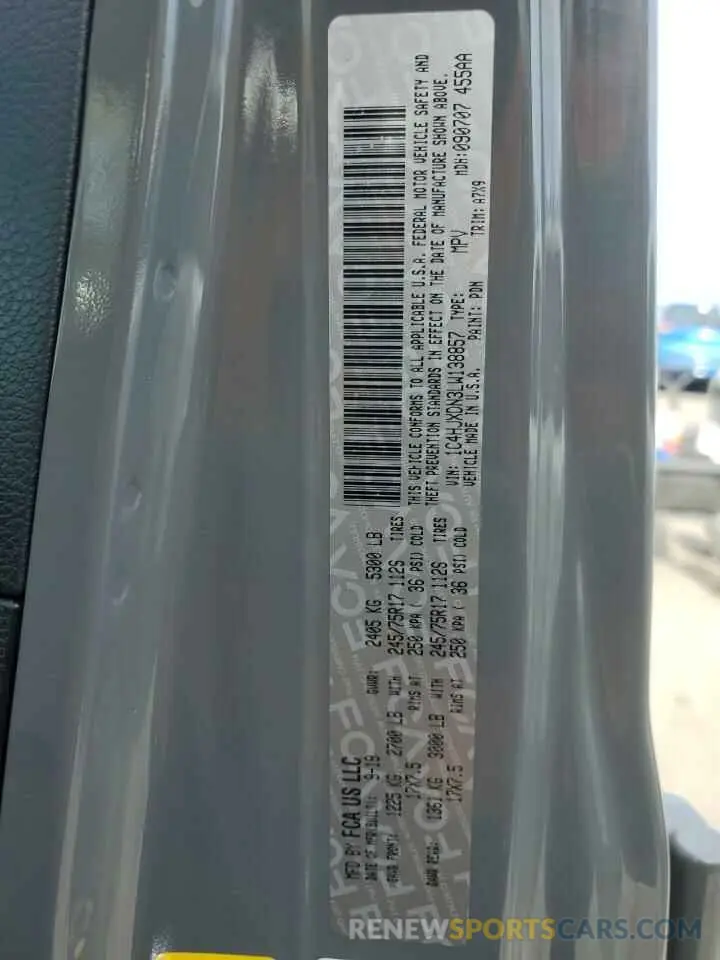 MFD BY FCA US LLC
DATE OF MFR: 9-19 GVWR: 2405 KG 5300 LB
GAWR FRONT: 1225 KG 2700 LB WITH 245/75R17 112S TIRES
17X7.5 RIMS AT 250 KPA ( 36 PSI) COLD
GAWR REAR: 1361 KG 3000 LB WITH 245/75R17 112S TIRES
17X7.5 RIMS AT 250 KPA ( 36 PSI) COLD
THIS VEHICLE CONFORMS TO ALL APPLICABLE U.S.A. FEDERAL MOTOR VEHICLE SAFETY AND
THEFT PREVENTION STANDARDS IN EFFECT ON THE DATE OF MANUFACTURE SHOWN ABOVE.
VIN: 1C4HJXDN3LW138857 TYPE: MPV MDH:090707 455AA
VEHICLE MADE IN U.S.A. PAINT: PDN TRIM: A7X9
RENEWSPORTSCARS.COM